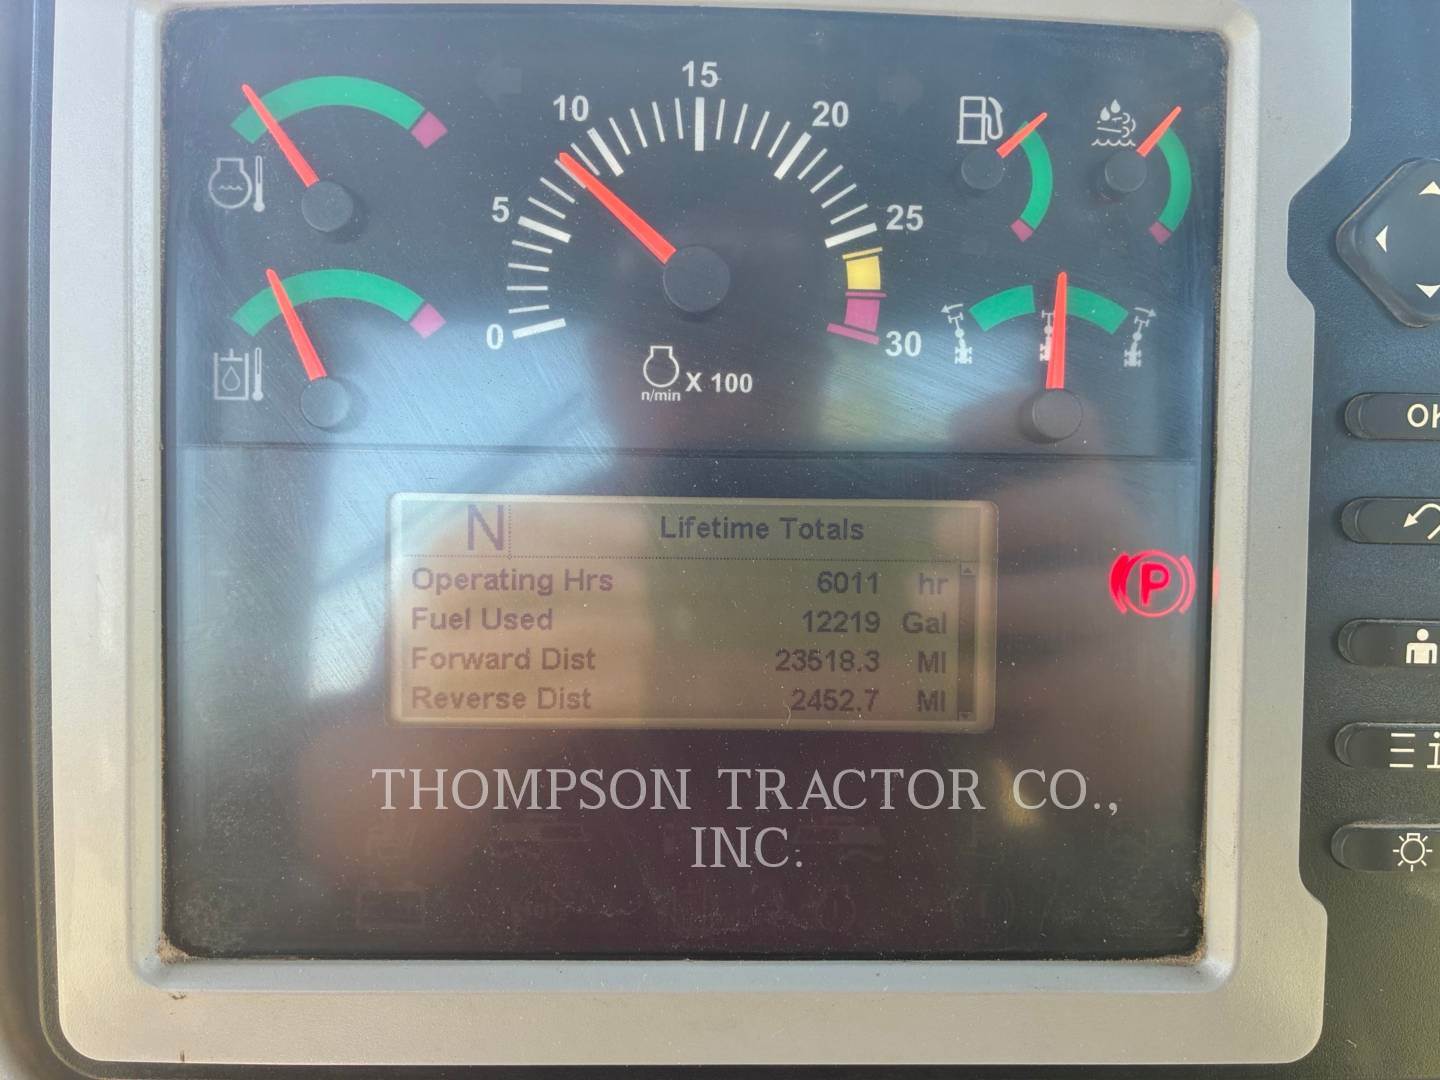 15
10
20
5
25
0
30
n/min
X 100
N
Lifetime Totals
Operating Hrs 6011 hr
Fuel Used 12219 Gal
Forward Dist 23518.3 MI
Reverse Dist 2452.7 MI
P
THOMPSON TRACTOR CO.,
INC.